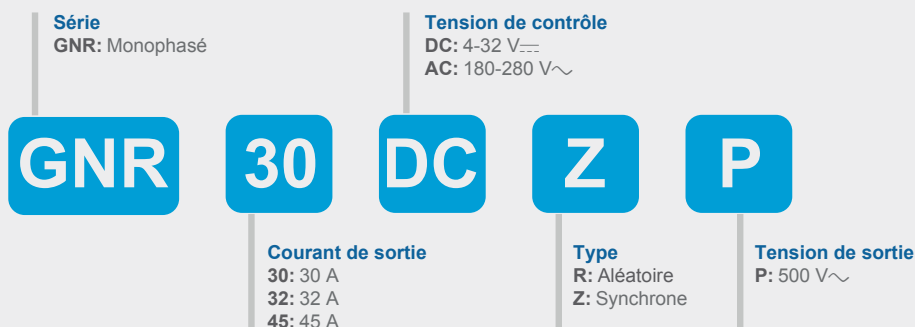 Série
GNR: Monophasé
Tension de contrôle
DC: 4-32 V⎓
AC: 180-280 V～
GNR 30 DC Z P
Courant de sortie
30: 30 A
32: 32 A
45: 45 A
Type
R: Aléatoire
Z: Synchrone
Tension de sortie
P: 500 V～